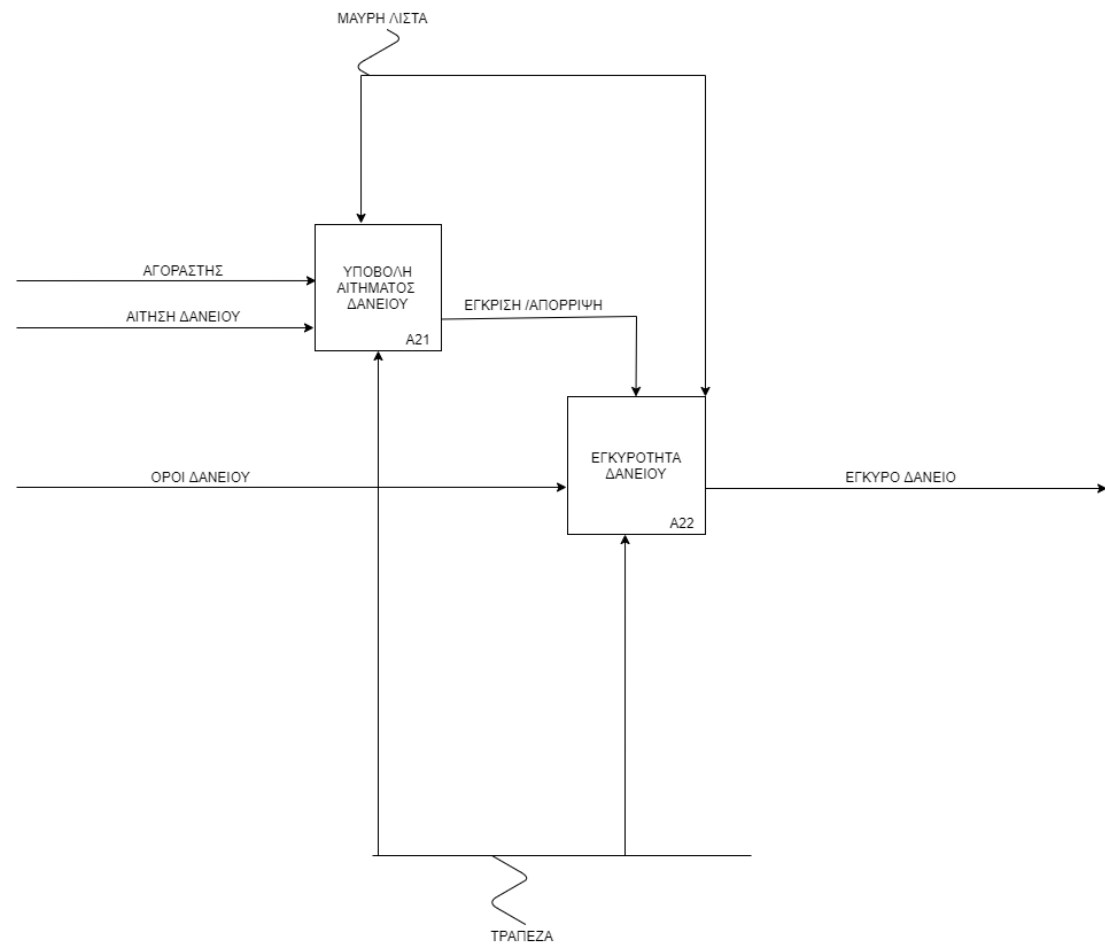 ΜΑΥΡΗ ΛΙΣΤΑ
ΑΓΟΡΑΣΤΗΣ
ΑΙΤΗΣΗ ΔΑΝΕΙΟΥ
ΥΠΟΒΟΛΗ
ΑΙΤΗΜΑΤΟΣ
ΔΑΝΕΙΟΥ
A21
ΕΓΚΡΙΣΗ /ΑΠΟΡΡΙΨΗ
ΟΡΟΙ ΔΑΝΕΙΟΥ
ΕΓΚΥΡΟΤΗΤΑ
ΔΑΝΕΙΟΥ
A22
ΕΓΚΥΡΟ ΔΑΝΕΙΟ
ΤΡΑΠΕΖΑ